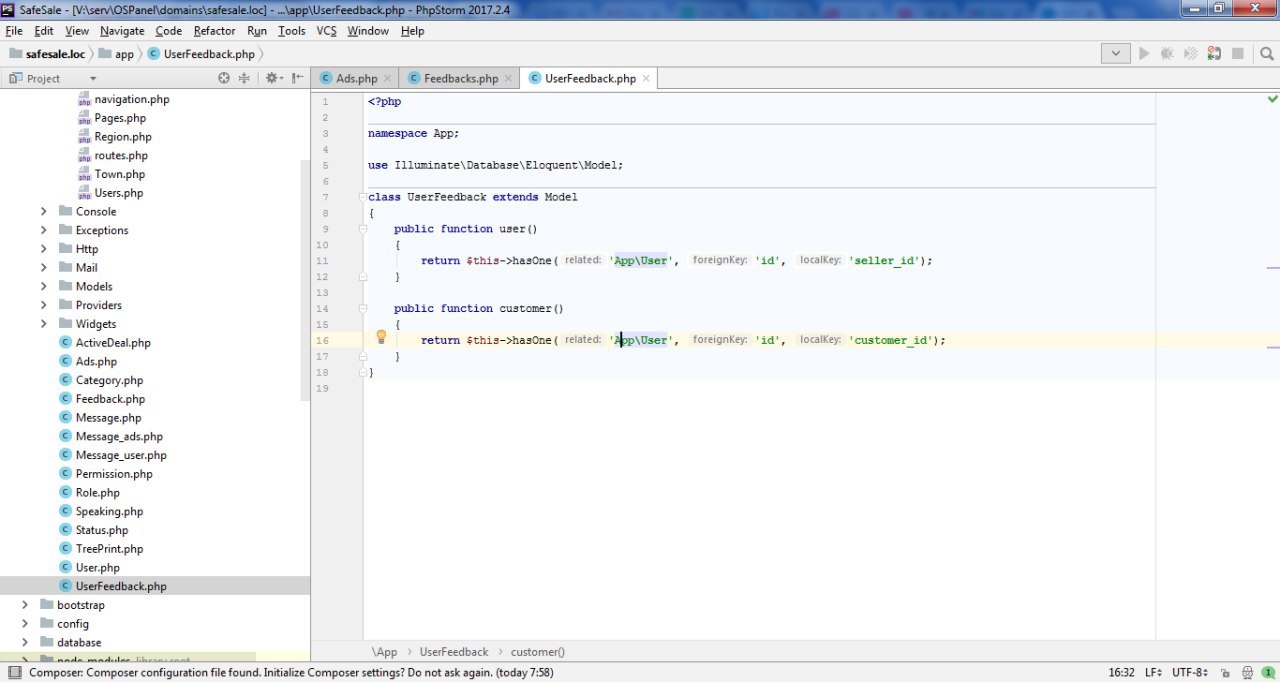 SafeSale - [V:\serv\OSPanel\domains\safesale.loc] - ...\app\UserFeedback.php - PhpStorm 2017.2.4
File Edit View Navigate Code Refactor Run Tools VCS Window Help
safesale.loc app UserFeedback.php
Project
Ads.php Feedbacks.php UserFeedback.php
navigation.php
Pages.php
Region.php
routes.php
Town.php
Users.php
Console
Exceptions
Http
Mail
Models
Providers
Widgets
ActiveDeal.php
Ads.php
Category.php
Feedback.php
Message.php
Message_ads.php
Message_user.php
Permission.php
Role.php
Speaking.php
Status.php
TreePrint.php
User.php
UserFeedback.php
bootstrap
config
database
node_modules library root
1 <?php
2
3 namespace App;
4
5 use Illuminate\Database\Eloquent\Model;
6
7 class UserFeedback extends Model
8 {
9 public function user()
10 {
11 return $this->hasOne( related: 'App\User', foreignKey: 'id', localKey: 'seller_id');
12 }
13
14 public function customer()
15 {
16 return $this->hasOne( related: 'App\User', foreignKey: 'id', localKey: 'customer_id');
17 }
18 }
19
\App UserFeedback customer()
Composer: Composer configuration file found. Initialize Composer settings? Do not ask again. (today 7:58)
16:32 LF UTF-8 1